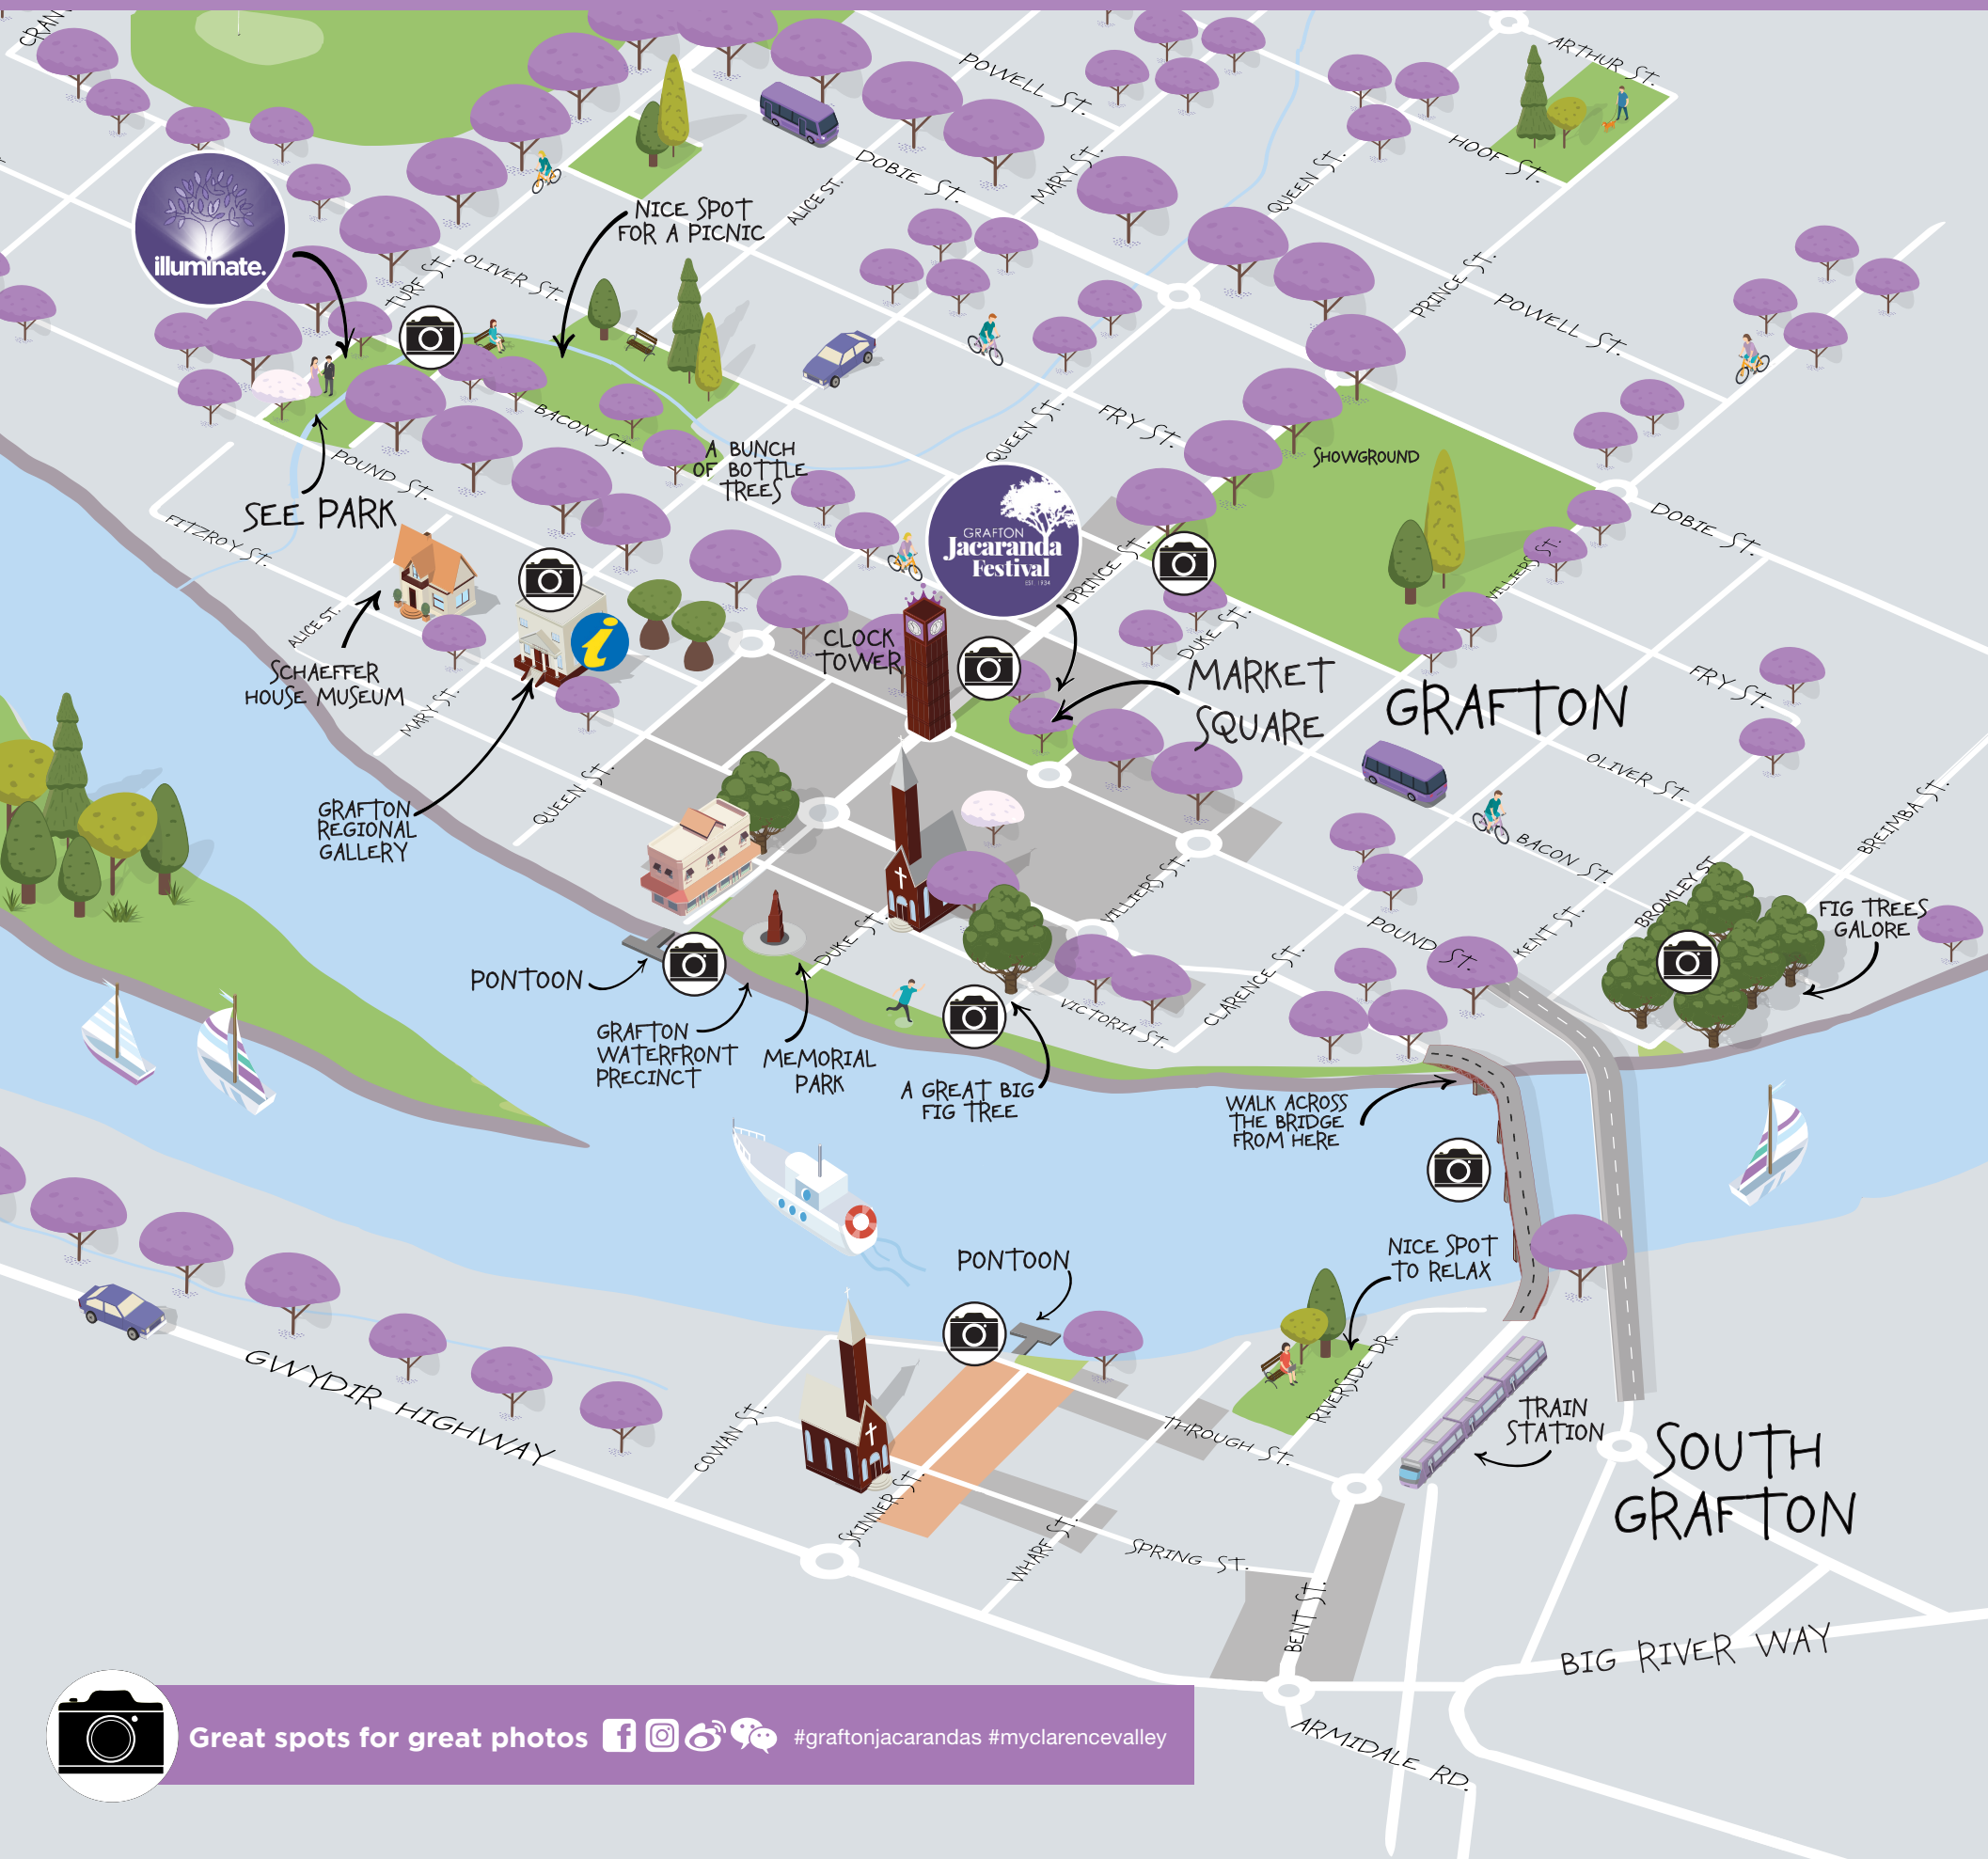 CRAN
POWELL ST.
ARTHUR ST.
HOOF ST.
DOBIE ST.
MARY ST.
ALICE ST.
QUEEN ST.
NICE SPOT
FOR A PICNIC
illuminate.
TURF ST.
OLIVER ST.
PRINCE ST.
POWELL ST.
BACON ST.
A BUNCH
OF BOTTLE
TREES
QUEEN ST.
FRY ST.
SHOWGROUND
POUND ST.
SEE PARK
FITZROY ST.
GRAFTON
Jacaranda
Festival
EST. 1934
DOBIE ST.
PRINCE ST.
VILLIERS ST.
ALICE ST.
DUKE ST.
CLOCK
TOWER
SCHAEFFER
HOUSE MUSEUM
MARY ST.
MARKET
SQUARE
GRAFTON
FRY ST.
OLIVER ST.
GRAFTON
REGIONAL
GALLERY
QUEEN ST.
BREIMBA ST.
BACON ST.
BROMLEY ST
VILLIERS ST.
POUND ST.
KENT ST.
FIG TREES
GALORE
DUKE ST.
PONTOON
CLARENCE ST.
VICTORIA ST.
GRAFTON
WATERFRONT
PRECINCT
MEMORIAL
PARK
A GREAT BIG
FIG TREE
WALK ACROSS
THE BRIDGE
FROM HERE
PONTOON
NICE SPOT
TO RELAX
RIVERSIDE DR.
GWYDIR HIGHWAY
COWAN ST.
THROUGH ST.
TRAIN
STATION
SOUTH
GRAFTON
SKINNER ST.
WHARF ST.
SPRING ST.
BENT ST.
BIG RIVER WAY
ARMIDALE RD.
Great spots for great photos
#graftonjacarandas #myclarencevalley